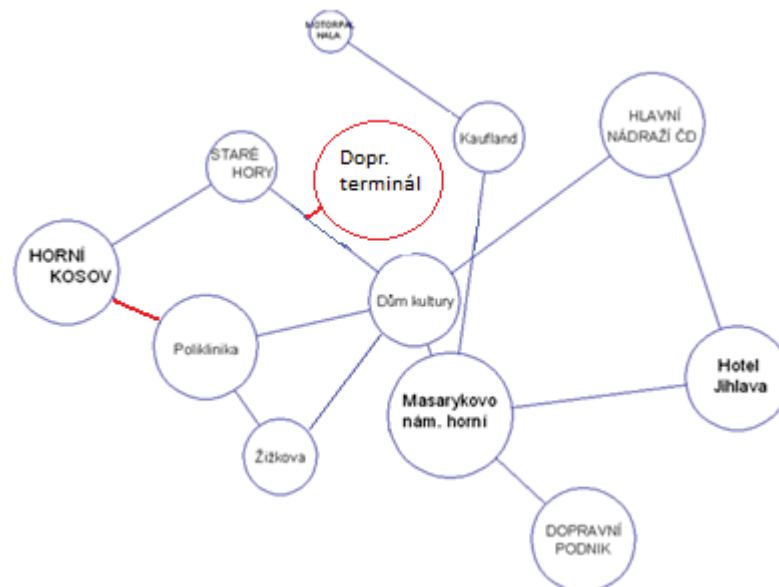 MOTORPAL
HALA
Kaufland
HLAVNÍ
NÁDRAŽÍ ČD
STARÉ
HORY
Dopr.
terminál
HORNÍ
KOSOV
Dům kultury
Poliklinika
Hotel
Jihlava
Masarykovo
nám. horní
Žižkova
DOPRAVNÍ
PODNIK